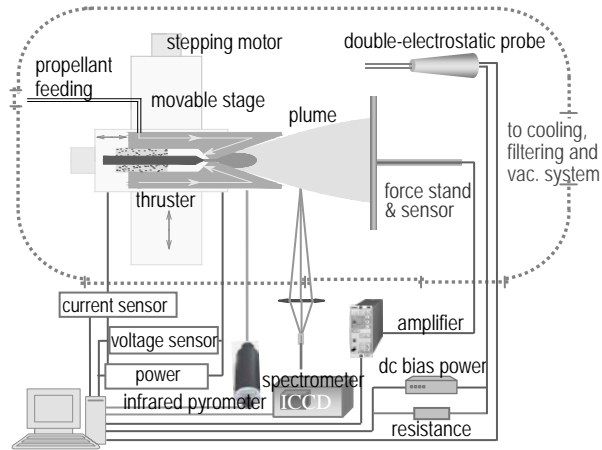 stepping motor
double-electrostatic probe
propellant
feeding
movable stage
plume
to cooling,
filtering and
vac. system
force stand
& sensor
thruster
current sensor
voltage sensor
amplifier
power
spectrometer
dc bias power
infrared pyrometer
ICCD
resistance